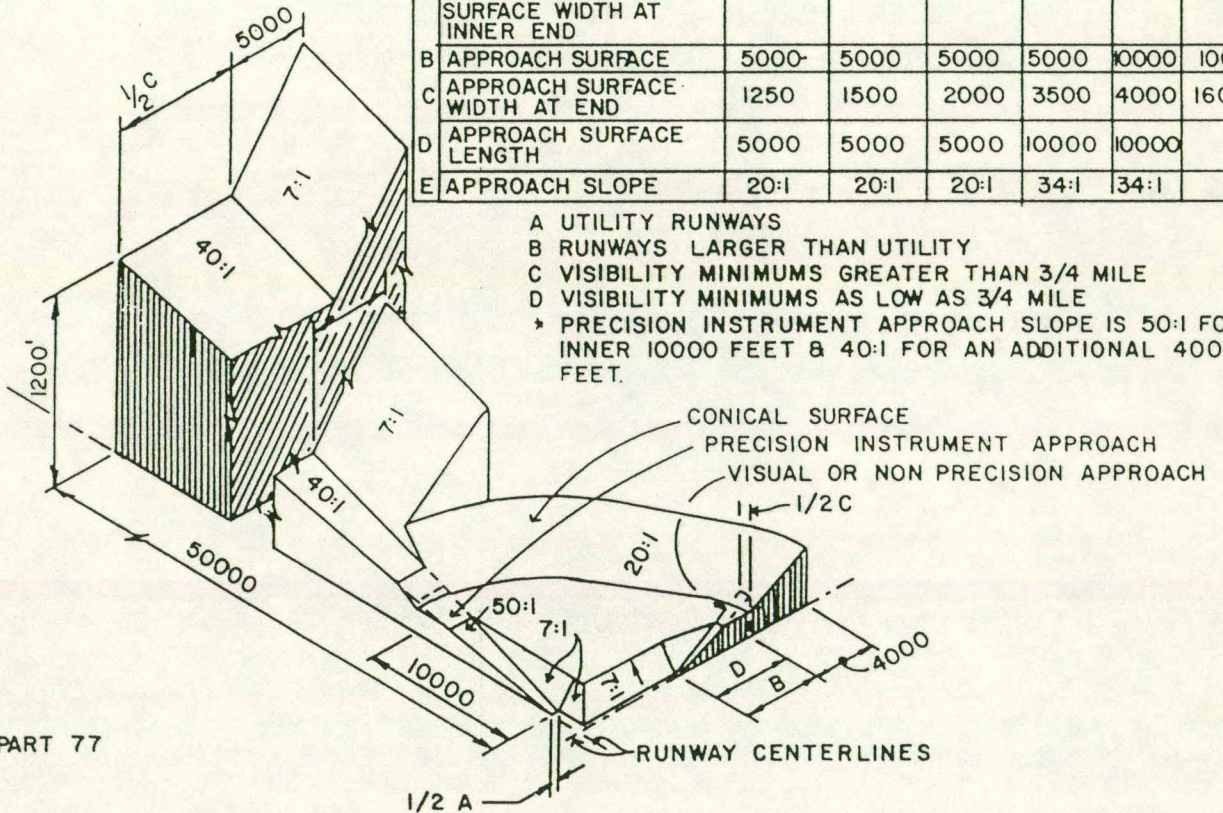 SURFACE WIDTH AT
INNER END
B APPROACH SURFACE 5000 5000 5000 5000 10000 100
C APPROACH SURFACE WIDTH AT END 1250 1500 2000 3500 4000 160
D APPROACH SURFACE LENGTH 5000 5000 5000 10000 10000
E APPROACH SLOPE 20:1 20:1 20:1 34:1 34:1
A UTILITY RUNWAYS
B RUNWAYS LARGER THAN UTILITY
C VISIBILITY MINIMUMS GREATER THAN 3/4 MILE
D VISIBILITY MINIMUMS AS LOW AS 3/4 MILE
* PRECISION INSTRUMENT APPROACH SLOPE IS 50:1 FO
INNER 10000 FEET & 40:1 FOR AN ADDITIONAL 400
FEET.
5000
1/2 C
7:1
40:1
1200'
7:1
40:1
50000
CONICAL SURFACE
PRECISION INSTRUMENT APPROACH
VISUAL OR NON PRECISION APPROACH
1/2 C
20:1
50:1
7:1
7:1
10000
D
B
4000
RUNWAY CENTERLINES
1/2 A
PART 77